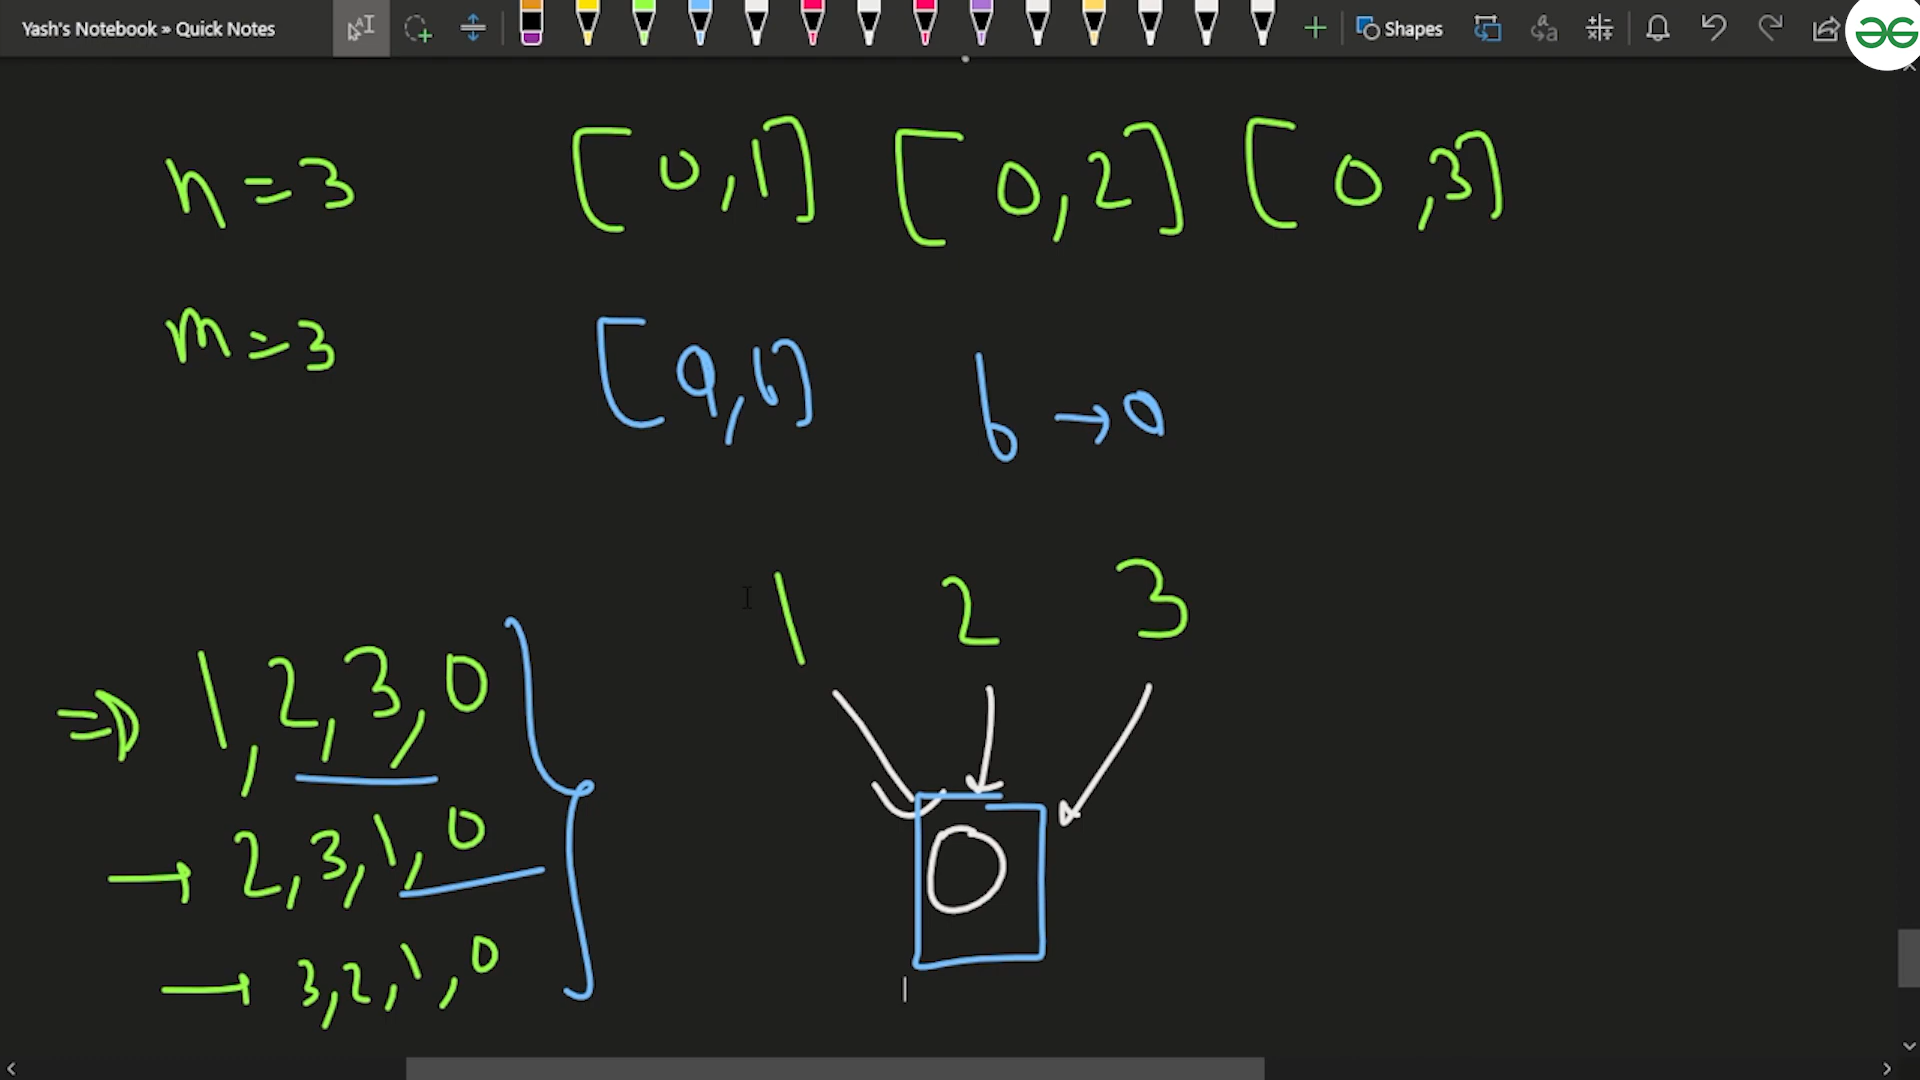 Yash's Notebook » Quick Notes
Shapes
n = 3 [0,1] [0,2] [0,3]
m = 3 [a,b] b → a
1 2 3
⇒ 1,2,3,0
0
→ 2,3,1,0
→ 3,2,1,0